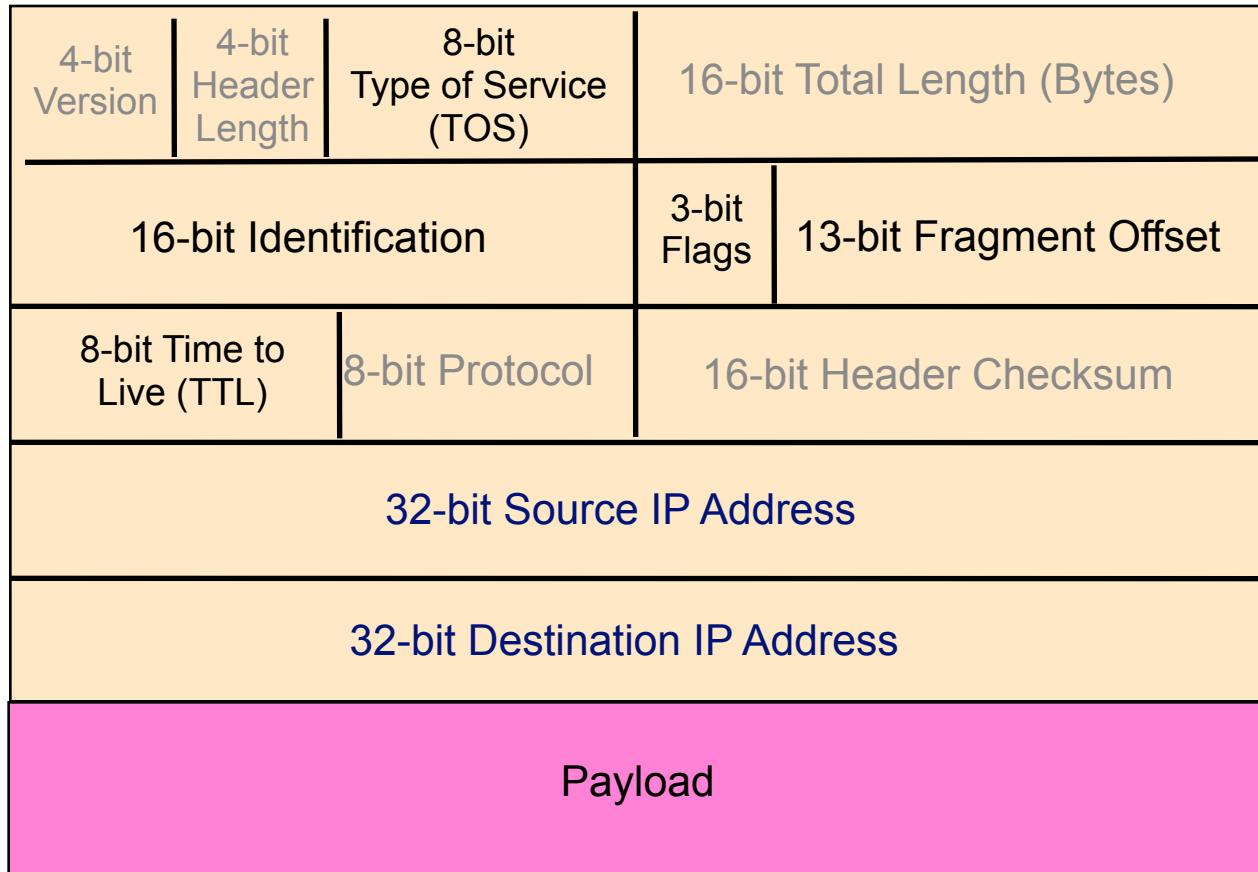 4-bit
Version
4-bit
Header
Length
8-bit
Type of Service
(TOS)
16-bit Total Length (Bytes)
16-bit Identification
3-bit
Flags
13-bit Fragment Offset
8-bit Time to
Live (TTL)
8-bit Protocol
16-bit Header Checksum
32-bit Source IP Address
32-bit Destination IP Address
Payload